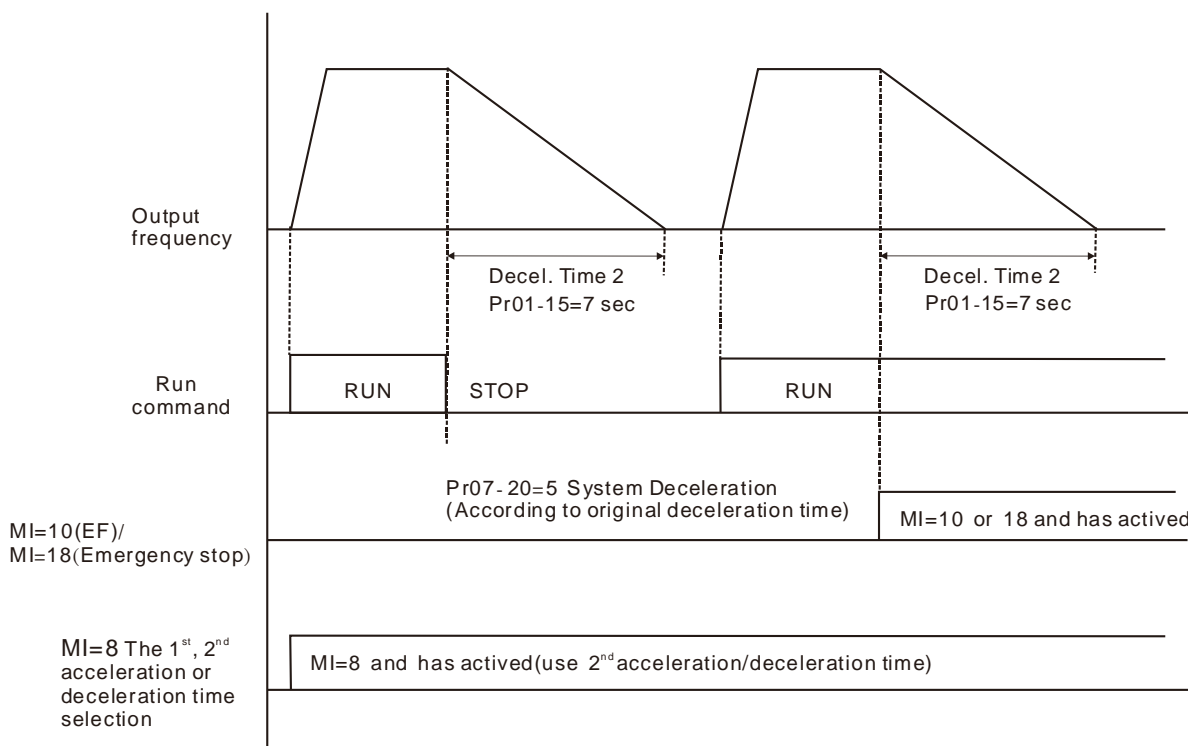 Output
frequency
Decel. Time 2
Pr01-15=7 sec
Decel. Time 2
Pr01-15=7 sec
Run
command
RUN
STOP
RUN
Pr07-20=5 System Deceleration
(According to original deceleration time)
MI=10(EF)/
MI=18(Emergency stop)
MI=10 or 18 and has actived
MI=8 The 1st, 2nd
acceleration or
deceleration time
selection
MI=8 and has actived(use 2nd acceleration/deceleration time)